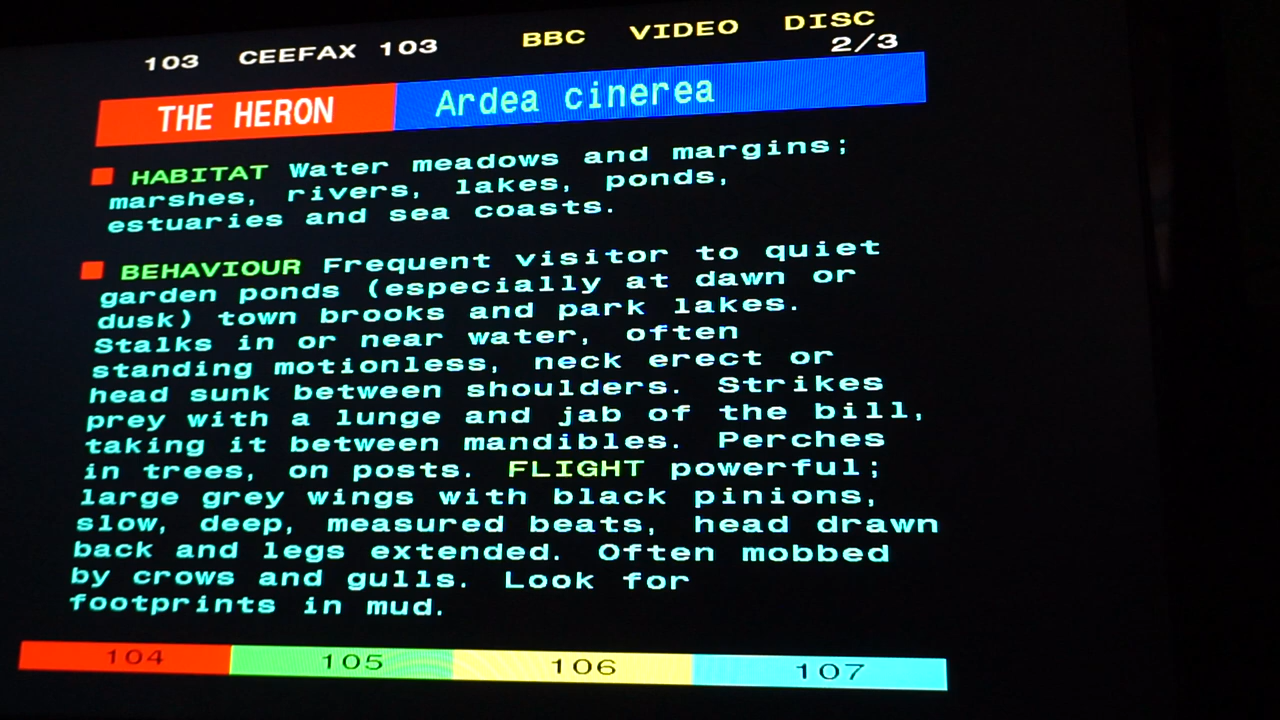 103 CEEFAX 103 BBC VIDEO DISC
2/3
THE HERON Ardea cinerea
HABITAT Water meadows and margins;
marshes, rivers, lakes, ponds,
estuaries and sea coasts.
BEHAVIOUR Frequent visitor to quiet
garden ponds (especially at dawn or
dusk) town brooks and park lakes.
Stalks in or near water, often
standing motionless, neck erect or
head sunk between shoulders. Strikes
prey with a lunge and jab of the bill,
taking it between mandibles. Perches
in trees, on posts. FLIGHT powerful;
large grey wings with black pinions,
slow, deep, measured beats, head drawn
back and legs extended. Often mobbed
by crows and gulls. Look for
footprints in mud.
104 105 106 107